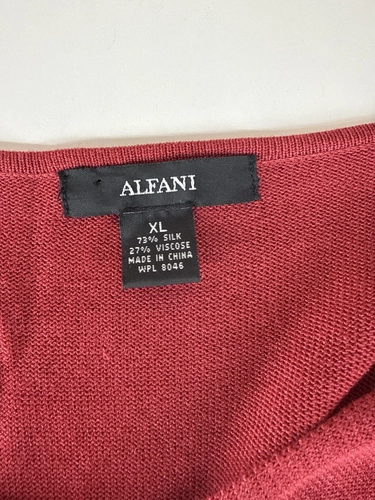 ALFANI
XL
73% SILK
27% VISCOSE
MADE IN CHINA
WPL 8046